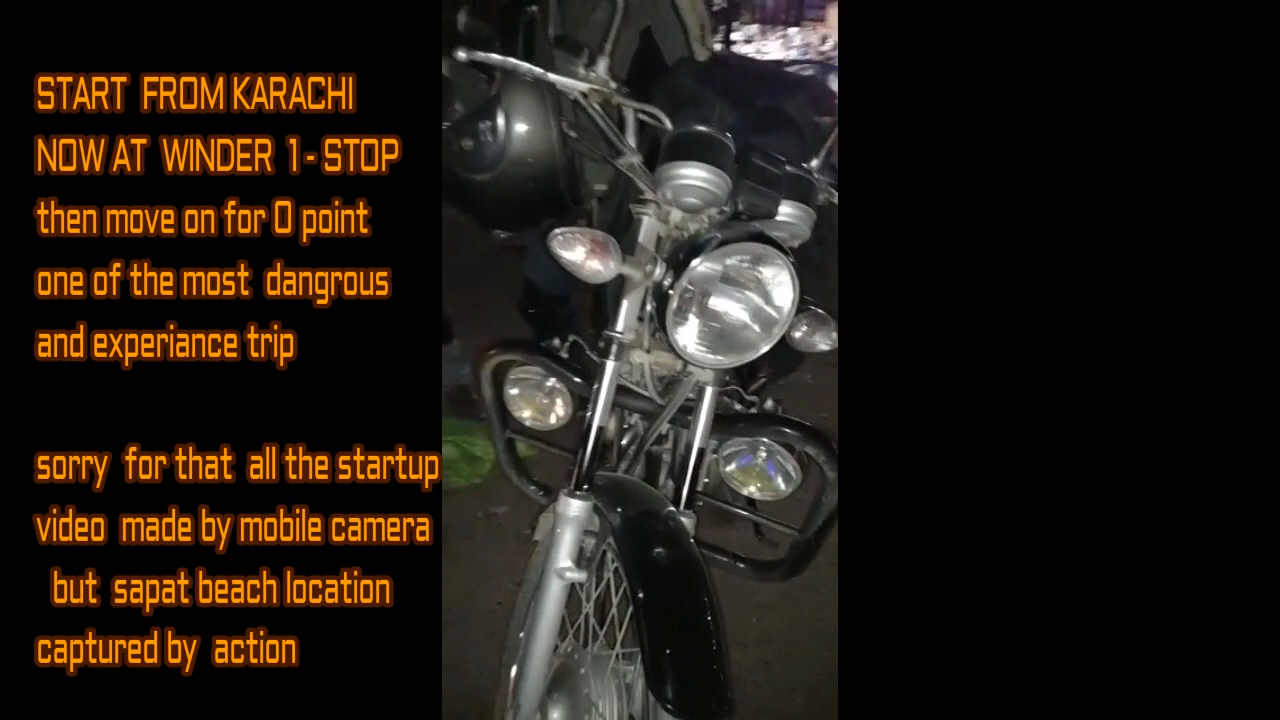 START FROM KARACHI
NOW AT WINDER 1- STOP
then move on for 0 point
one of the most dangrous
and experiance trip
sorry for that all the startup
video made by mobile camera
but sapat beach location
captured by action